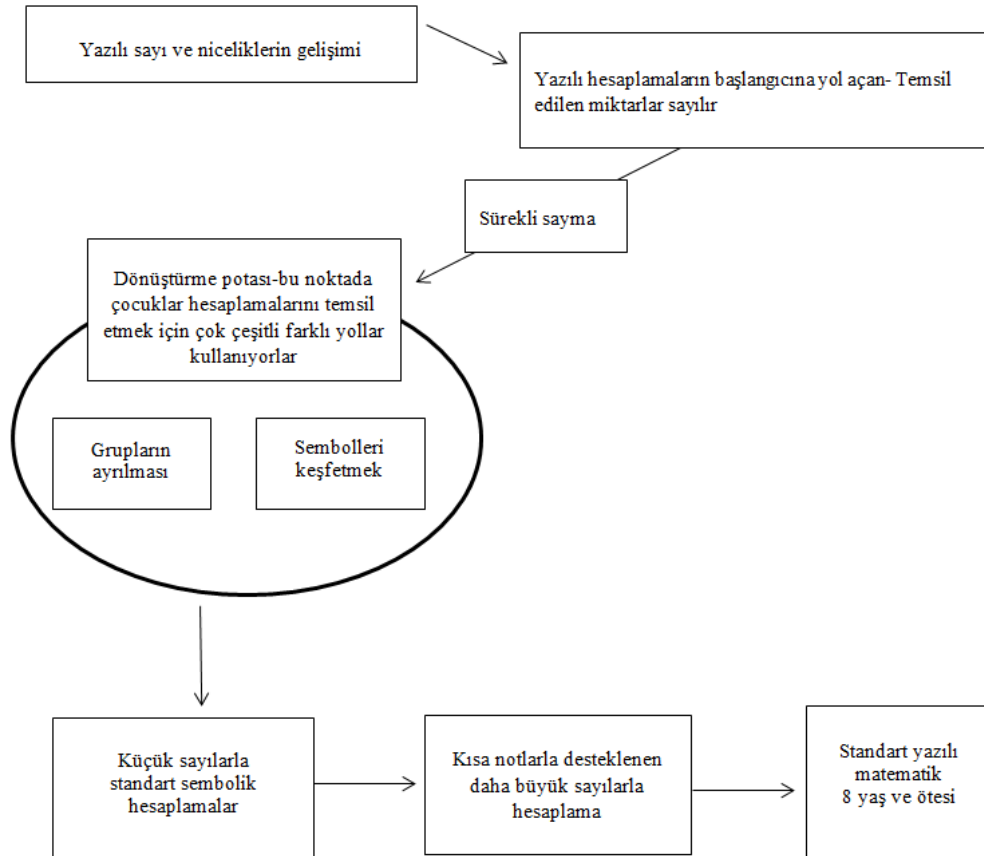 Yazılı sayı ve niceliklerin gelişimi
Yazılı hesaplamaların başlangıcına yol açan- Temsil
edilen miktarlar sayılır
Sürekli sayma
Dönüştürme potası-bu noktada
çocuklar hesaplamalarını temsil
etmek için çok çeşitli farklı yollar
kullanıyorlar
Grupların
ayrılması
Sembolleri
keşfetmek
Küçük sayılarla
standart sembolik
hesaplamalar
Kısa notlarla desteklenen
daha büyük sayılarla
hesaplama
Standart yazılı
matematik
8 yaş ve ötesi